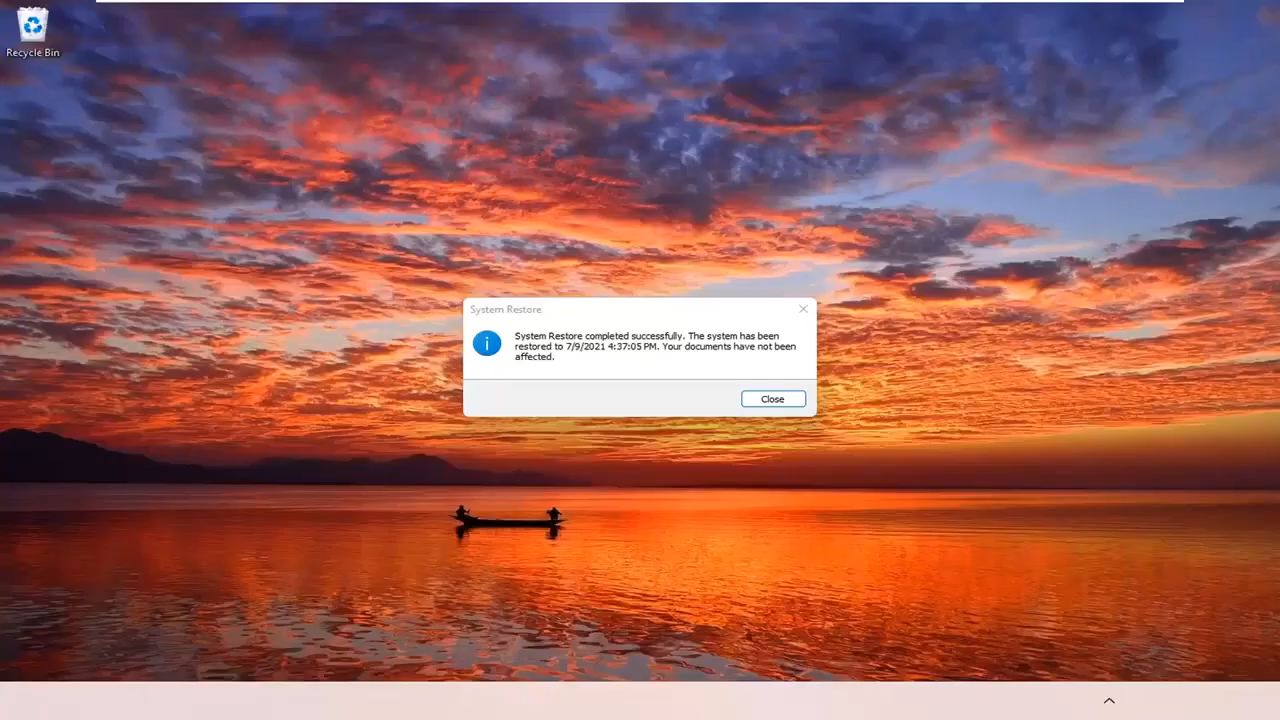 Recycle Bin
System Restore
System Restore completed successfully. The system has been
restored to 7/9/2021 4:37:05 PM. Your documents have not been
affected.
Close